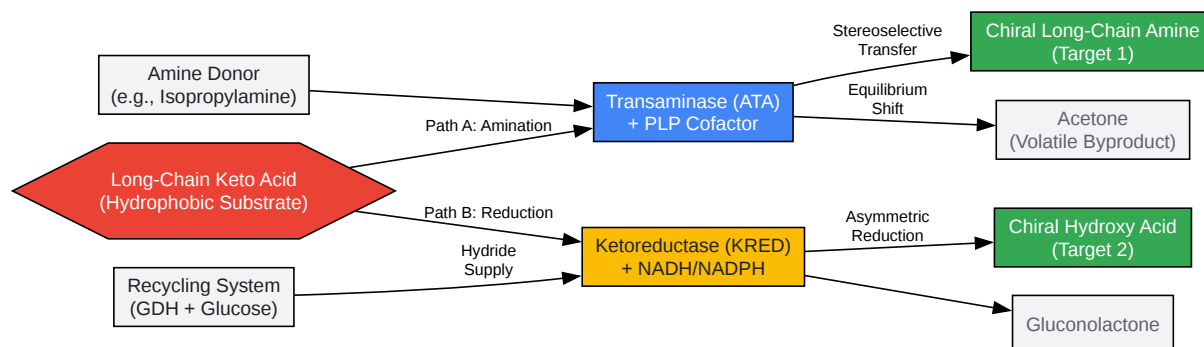 Amine Donor
(e.g., Isopropylamine)
Long-Chain Keto Acid
(Hydrophobic Substrate)
Recycling System
(GDH + Glucose)
Path A: Amination
Path B: Reduction
Hydride
Supply
Transaminase (ATA)
+ PLP Cofactor
Ketoreductase (KRED)
+ NADH/NADPH
Stereoselective
Transfer
Equilibrium
Shift
Asymmetric
Reduction
Chiral Long-Chain Amine
(Target 1)
Acetone
(Volatile Byproduct)
Chiral Hydroxy Acid
(Target 2)
Gluconolactone